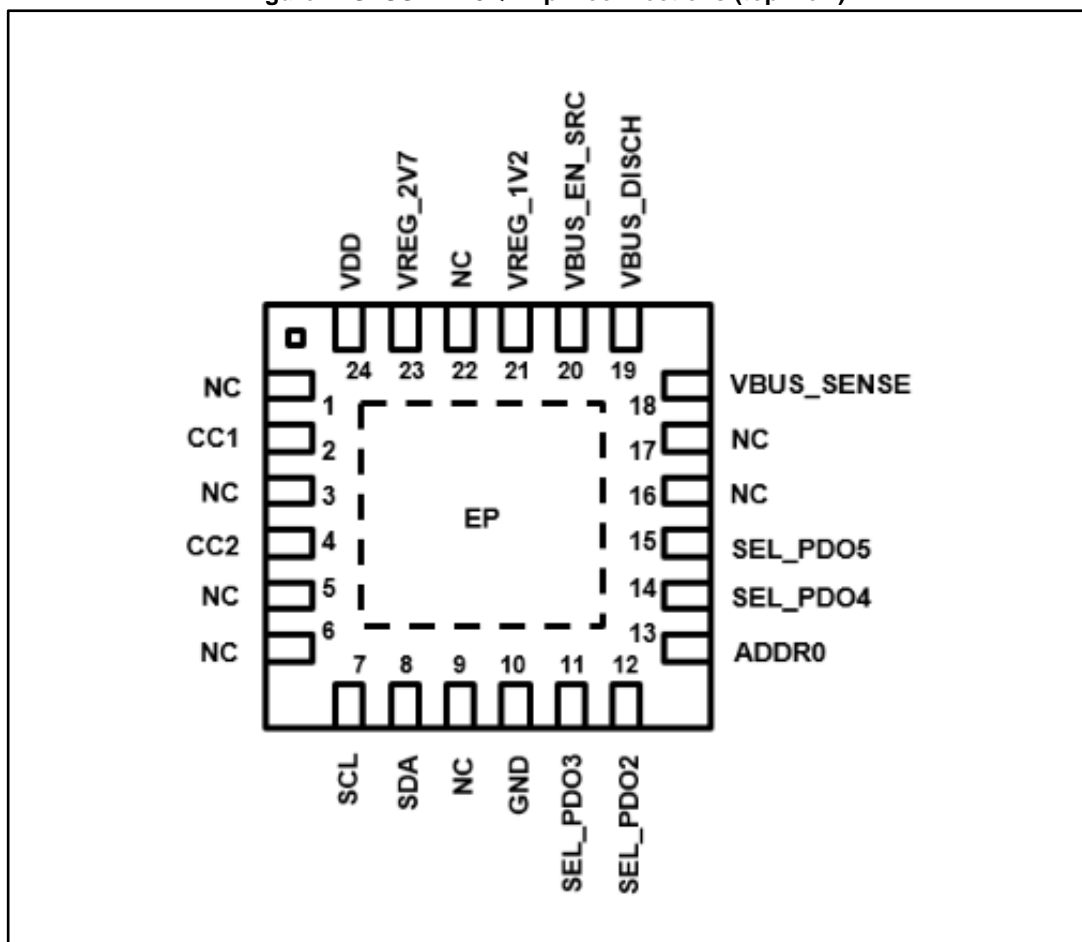 (top
VDD
VREG_2V7
NC
VREG_1V2
VBUS_EN_SRC
VBUS_DISCH
24 23 22 21 20 19
NC 1
CC1 2
NC 3
CC2 4
NC 5
NC 6
EP
18 VBUS_SENSE
17 NC
16 NC
15 SEL_PDO5
14 SEL_PDO4
13 ADDR0
7 8 9 10 11 12
SCL
SDA
NC
GND
SEL_PDO3
SEL_PDO2